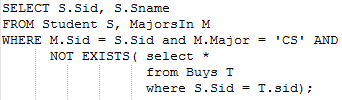 SELECT S.Sid, S.Sname
FROM Student S, MajorsIn M
WHERE M.Sid = S.Sid and M.Major = 'CS' AND
NOT EXISTS( select *
from Buys T
where S.Sid = T.sid);